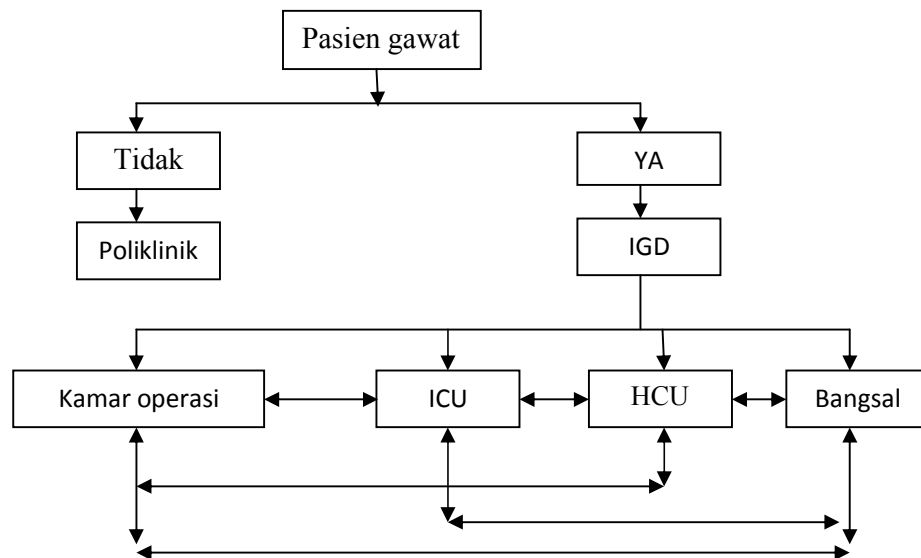 Pasien gawat
Tidak
YA
Poliklinik
IGD
Kamar operasi
ICU
HCU
Bangsal